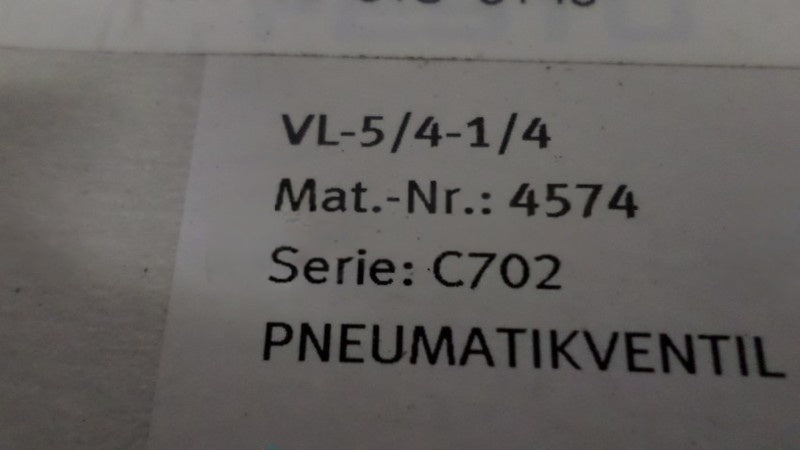 VL-5/4-1/4
Mat.-Nr.: 4574
Serie: C702
PNEUMATIKVENTIL